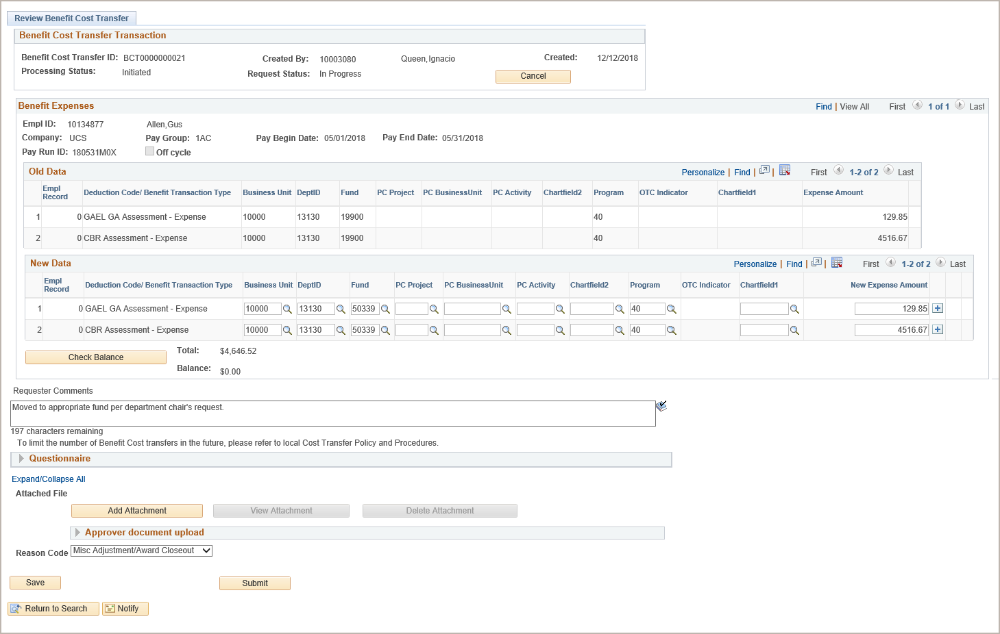 Review Benefit Cost Transfer
Benefit Cost Transfer Transaction
Benefit Cost Transfer ID: BCT0000000021 Created By: 10003080 Queen,Ignacio Created: 12/12/2018
Processing Status: Initiated Request Status: In Progress Cancel
Benefit Expenses Find | View All First 1 of 1 Last
Empl ID: 10134877 Allen,Gus
Company: UCS Pay Group: 1AC Pay Begin Date: 05/01/2018 Pay End Date: 05/31/2018
Pay Run ID: 180531M0X Off cycle
Old Data Personalize | Find | | First 1-2 of 2 Last
Empl Record Deduction Code/ Benefit Transaction Type Business Unit DeptID Fund PC Project PC BusinessUnit PC Activity Chartfield2 Program OTC Indicator Chartfield1 Expense Amount
1 0 GAEL GA Assessment - Expense 10000 13130 19900 40 129.85
2 0 CBR Assessment - Expense 10000 13130 19900 40 4516.67
New Data Personalize | Find | | First 1-2 of 2 Last
Empl Record Deduction Code/ Benefit Transaction Type Business Unit DeptID Fund PC Project PC BusinessUnit PC Activity Chartfield2 Program OTC Indicator Chartfield1 New Expense Amount
1 0 GAEL GA Assessment - Expense 10000 13130 50339 40 129.85
2 0 CBR Assessment - Expense 10000 13130 50339 40 4516.67
Check Balance Total: $4,646.52
Balance: $0.00
Requester Comments
Moved to appropriate fund per department chair's request.
197 characters remaining
To limit the number of Benefit Cost transfers in the future, please refer to local Cost Transfer Policy and Procedures.
Questionnaire
Expand/Collapse All
Attached File
Add Attachment View Attachment Delete Attachment
Approver document upload
Reason Code Misc Adjustment/Award Closeout
Save Submit
Return to Search Notify